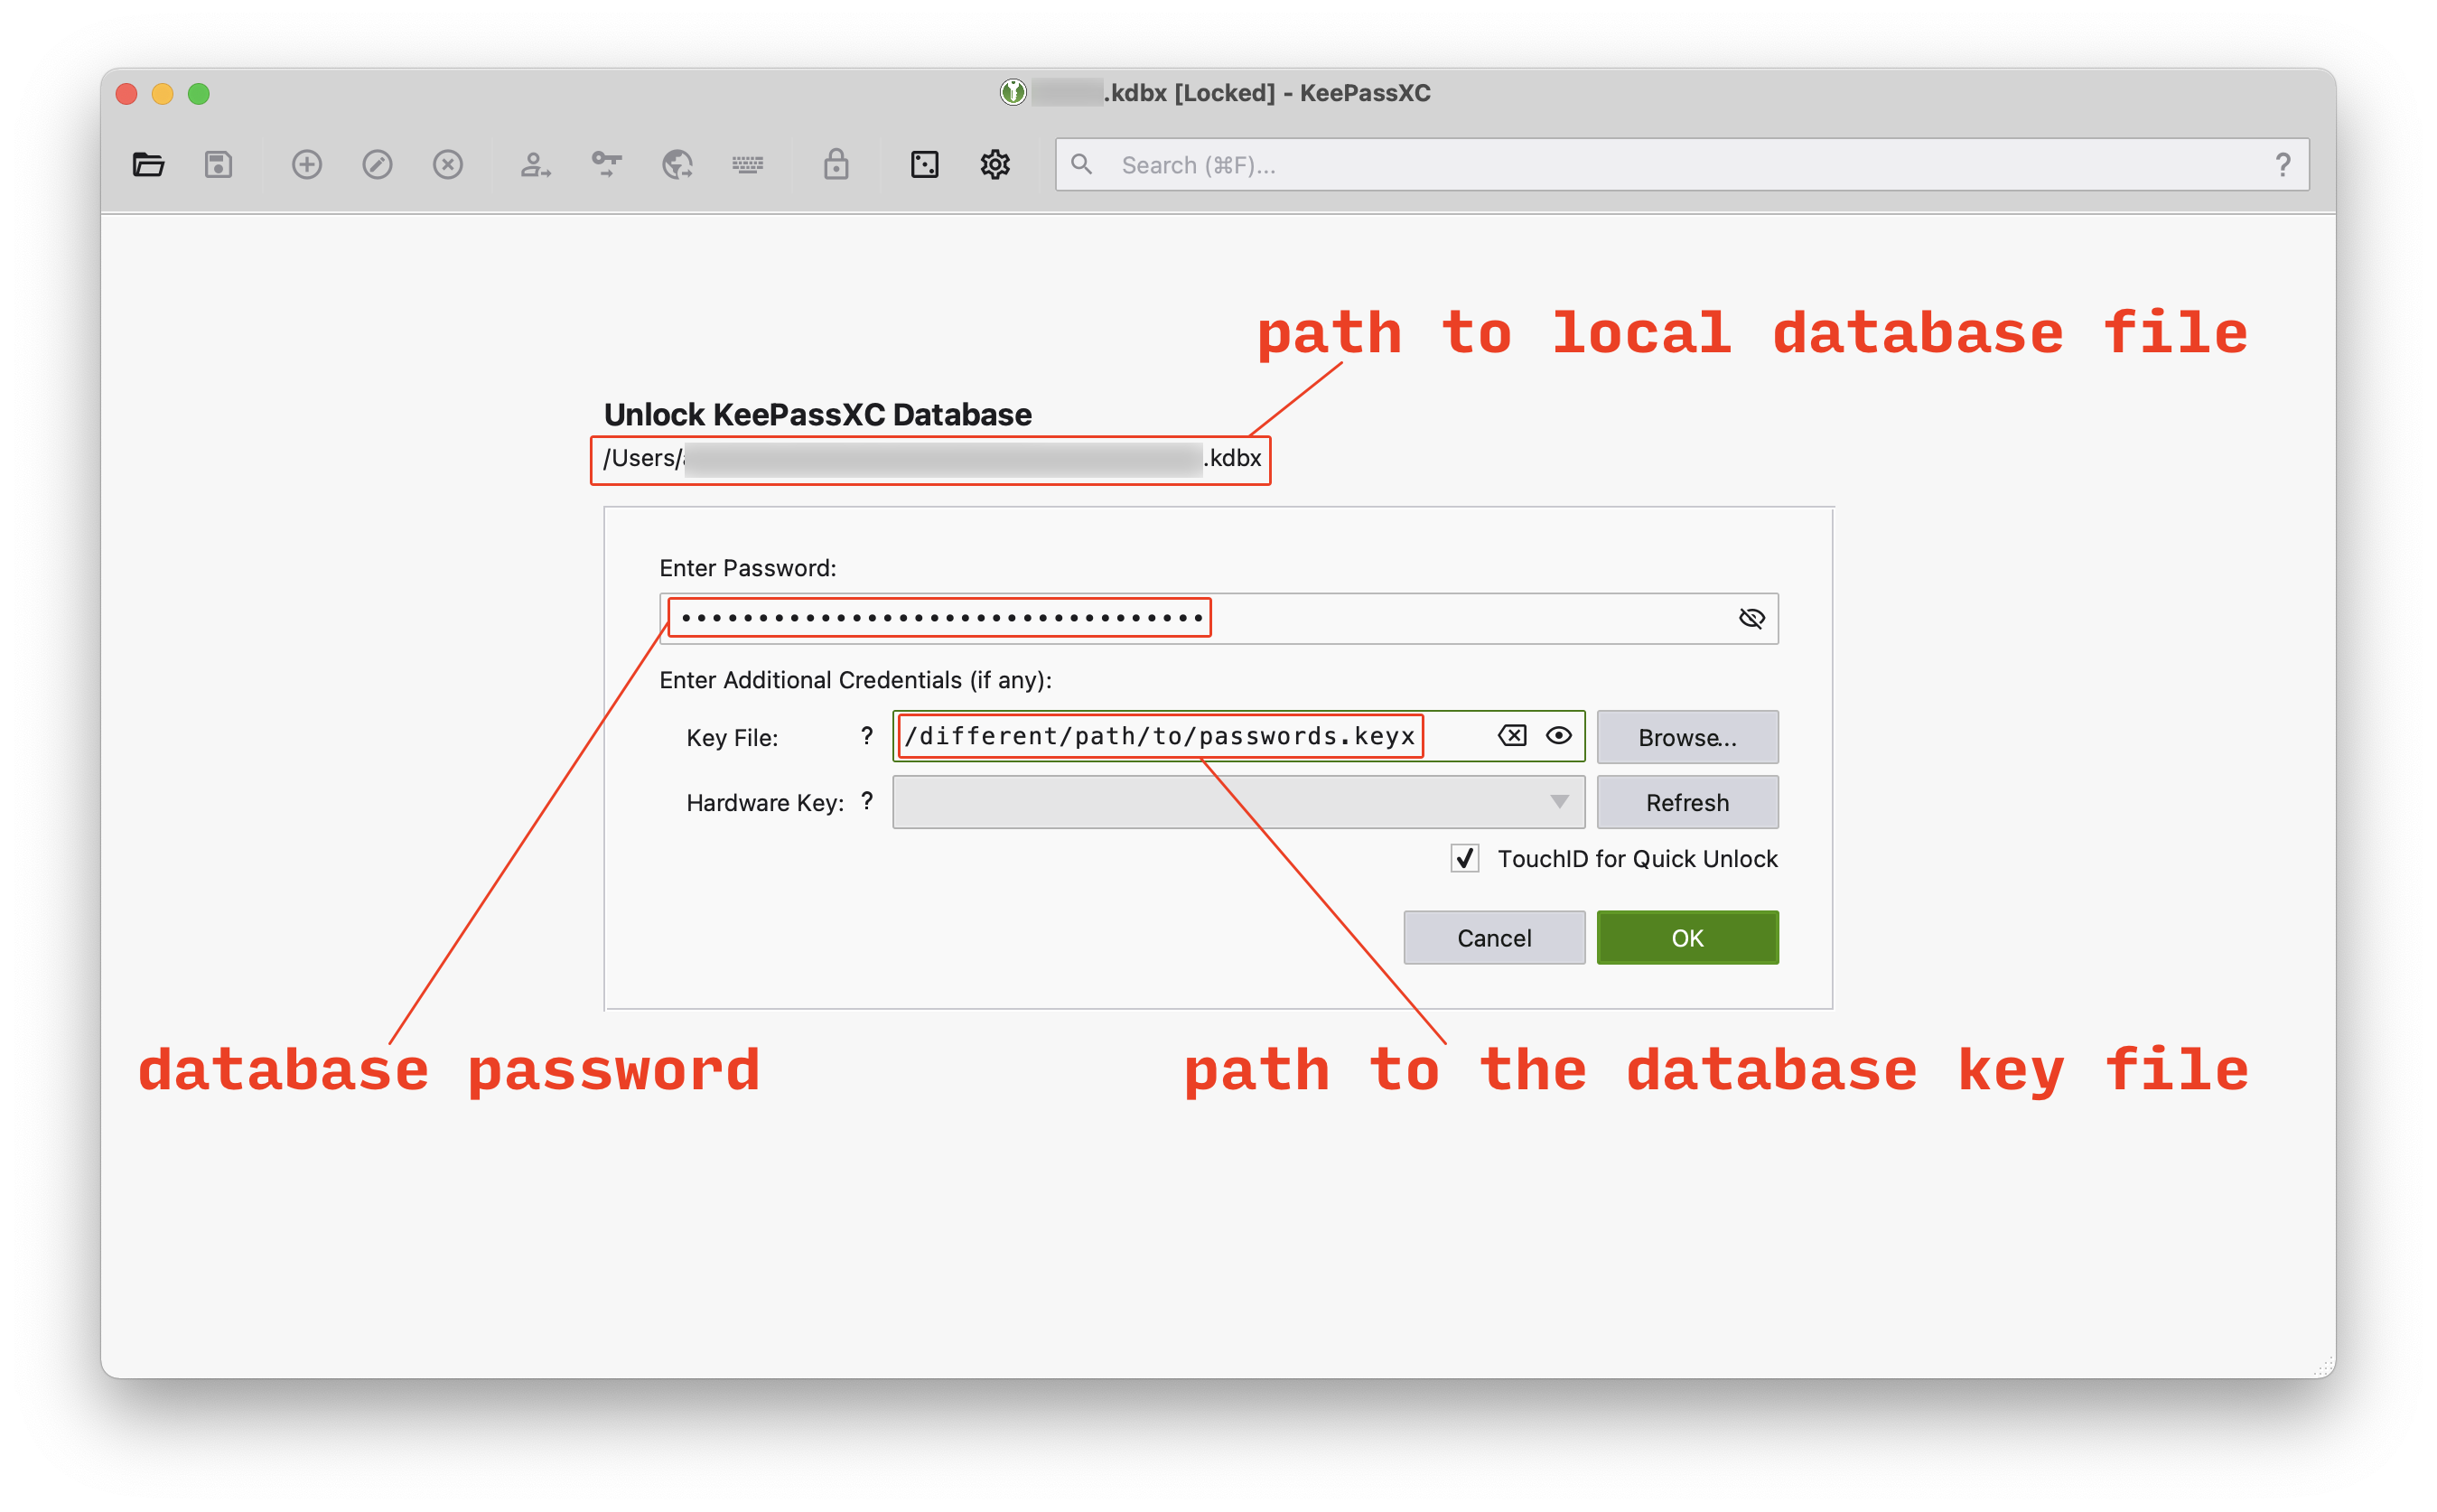 .kdbx [Locked] - KeePassXC
Search (⌘F)...
?
path to local database file
Unlock KeePassXC Database
/Users/ .kdbx
Enter Password:
••••••••••••••••••••••••••••••••••
Enter Additional Credentials (if any):
Key File: ? /different/path/to/passwords.keyx Browse...
Hardware Key: ? Refresh
TouchID for Quick Unlock
Cancel OK
database password path to the database key file